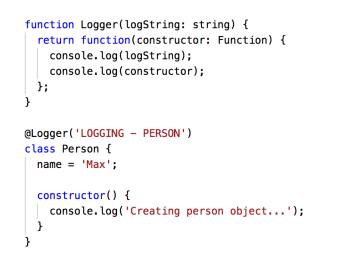 function Logger(logString: string) {
  return function(constructor: Function) {
    console.log(logString);
    console.log(constructor);
  };
}

@Logger('LOGGING - PERSON')
class Person {
  name = 'Max';

  constructor() {
    console.log('Creating person object...');
  }
}